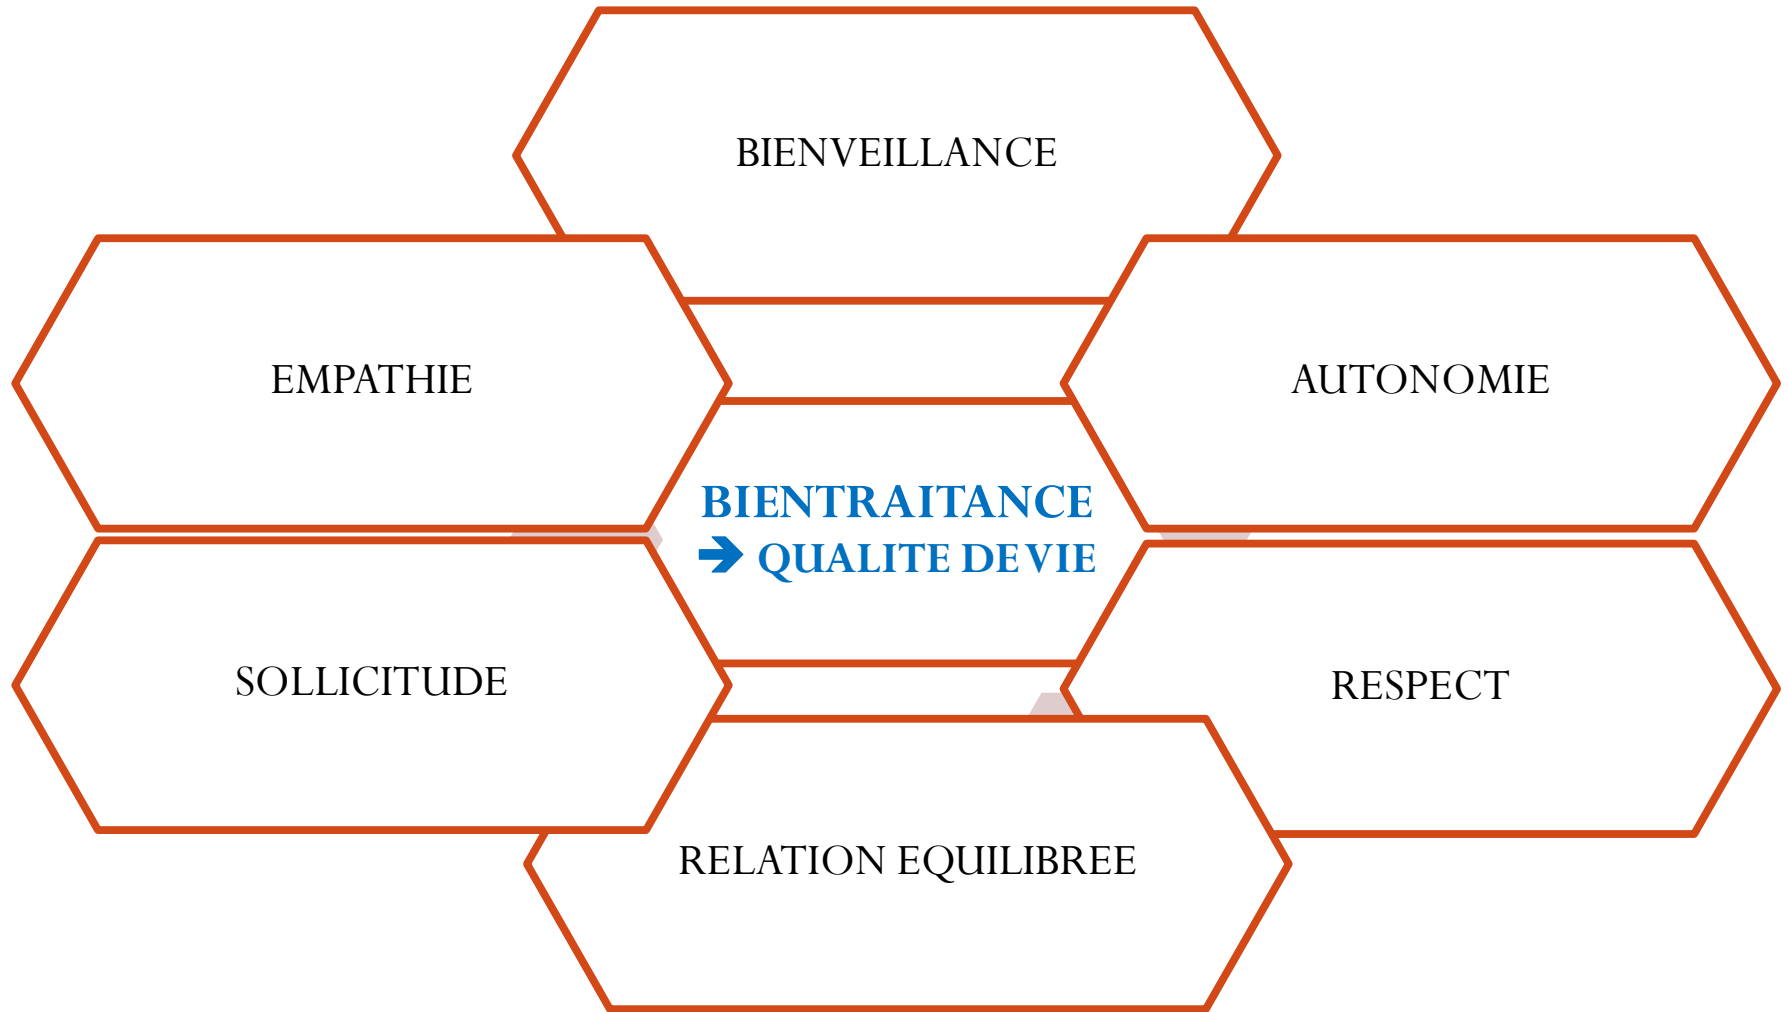 BIENVEILLANCE
EMPATHIE
AUTONOMIE
BIENTRAITANCE
➔ QUALITE DE VIE
SOLLICITUDE
RESPECT
RELATION EQUILIBREE